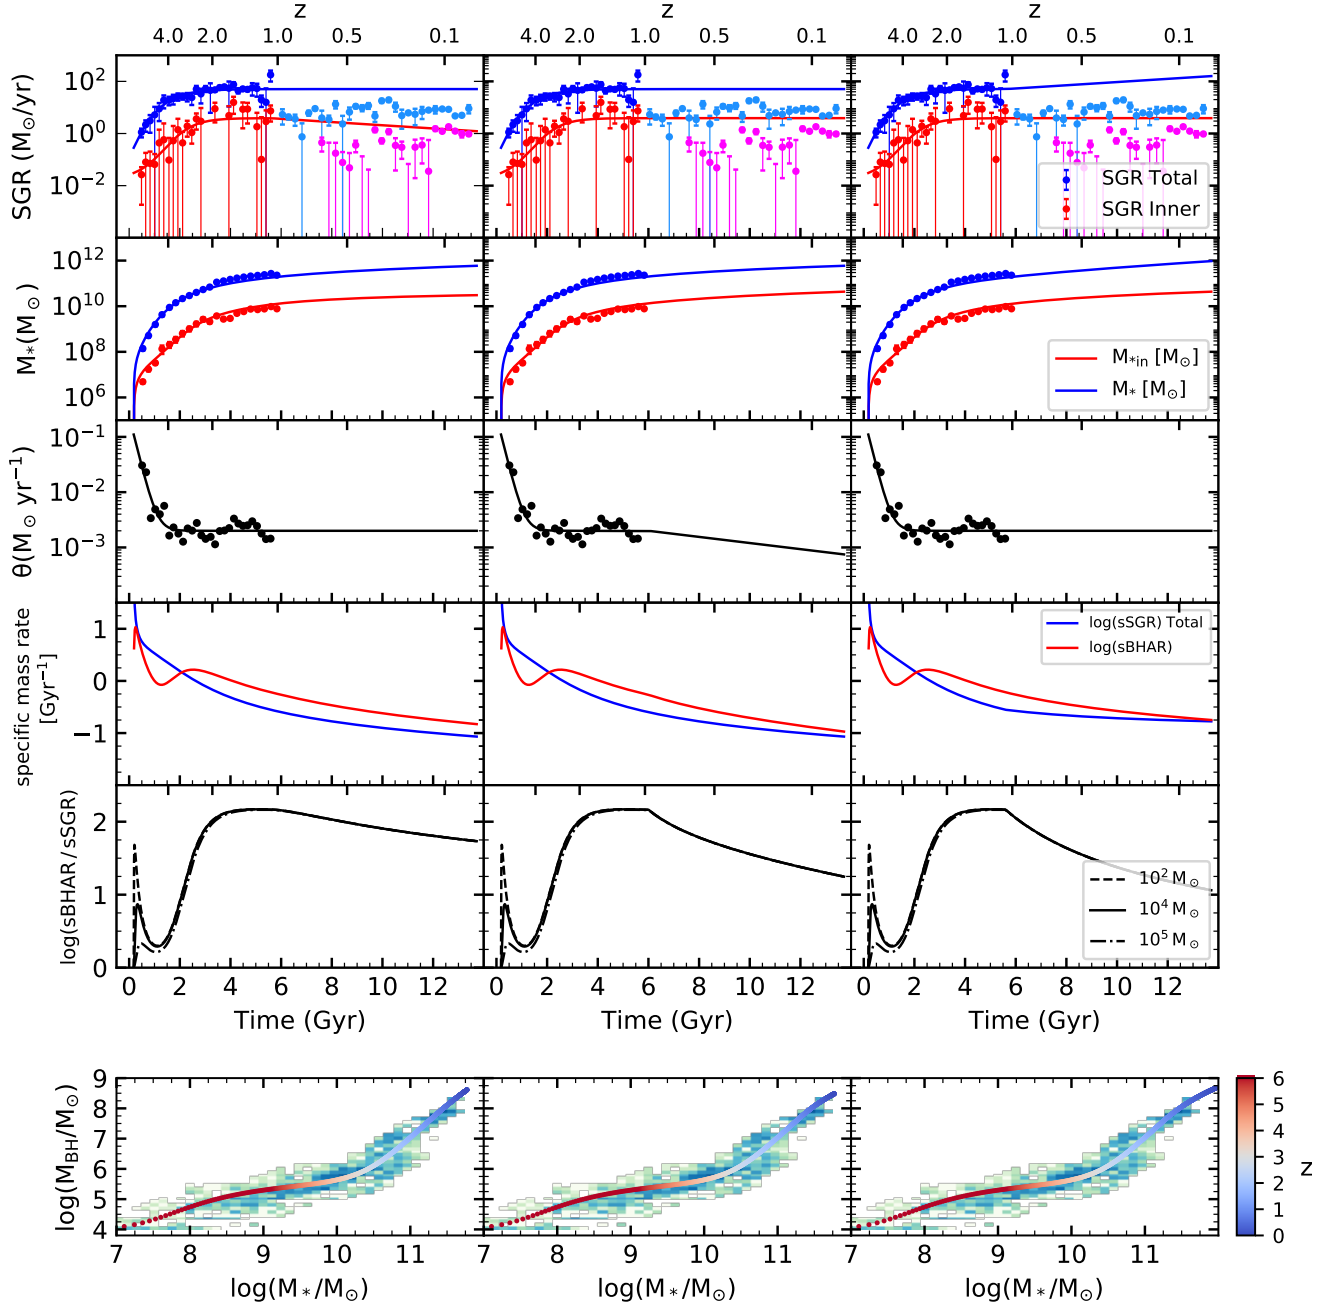 z z z
4.0 2.0 1.0 0.5 0.1 4.0 2.0 1.0 0.5 0.1 4.0 2.0 1.0 0.5 0.1
SGR (M⊙/yr)
10² 10⁰ 10⁻²
SGR Total
SGR Inner
M*(M⊙)
10¹² 10¹⁰ 10⁸ 10⁶
M*in [M⊙]
M* [M⊙]
θ(M⊙ yr⁻¹)
10⁻¹ 10⁻² 10⁻³
specific mass rate
[Gyr⁻¹]
1 0 −1
log(sSGR) Total
log(sBHAR)
log(sBHAR / sSGR)
2 1 0
10² M⊙
10⁴ M⊙
10⁵ M⊙
0 2 4 6 8 10 12 0 2 4 6 8 10 12 0 2 4 6 8 10 12
Time (Gyr) Time (Gyr) Time (Gyr)
log(M_BH/M⊙)
9 8 7 6 5 4
7 8 9 10 11 7 8 9 10 11 7 8 9 10 11
log(M*/M⊙) log(M*/M⊙) log(M*/M⊙)
6 5 4 3 2 1 0
z